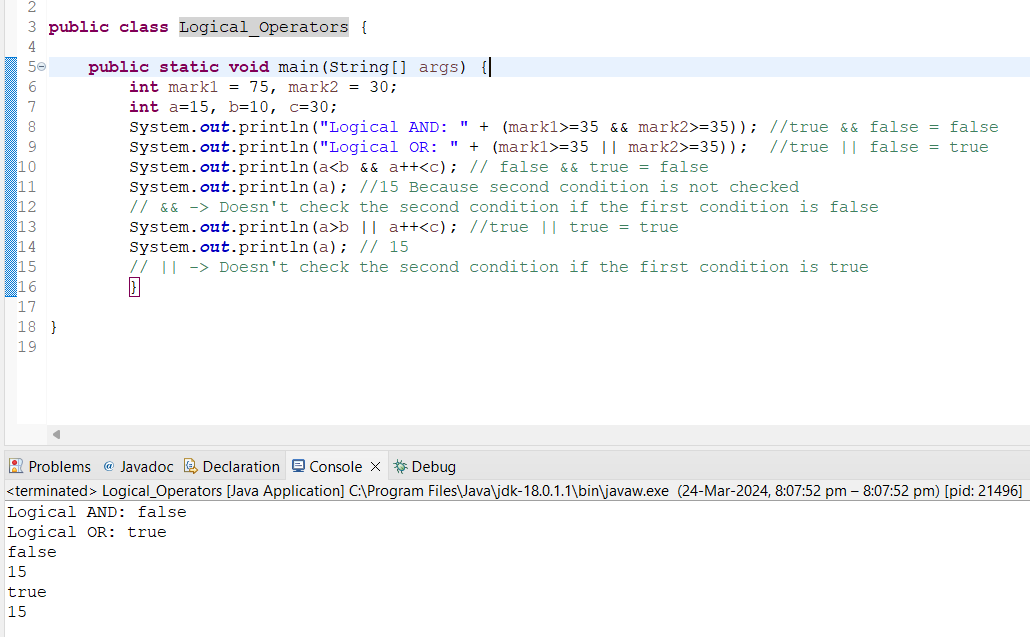 2
3 public class Logical_Operators {
4
5 public static void main(String[] args) {
6 int mark1 = 75, mark2 = 30;
7 int a=15, b=10, c=30;
8 System.out.println("Logical AND: " + (mark1>=35 && mark2>=35)); //true && false = false
9 System.out.println("Logical OR: " + (mark1>=35 || mark2>=35));  //true || false = true
10 System.out.println(a<b && a++<c); // false && true = false
11 System.out.println(a); //15 Because second condition is not checked
12 // && -> Doesn't check the second condition if the first condition is false
13 System.out.println(a>b || a++<c); //true || true = true
14 System.out.println(a); // 15
15 // || -> Doesn't check the second condition if the first condition is true
16 }
17
18 }
19
Problems @ Javadoc Declaration Console × Debug
<terminated> Logical_Operators [Java Application] C:\Program Files\Java\jdk-18.0.1.1\bin\javaw.exe (24-Mar-2024, 8:07:52 pm – 8:07:52 pm) [pid: 21496]
Logical AND: false
Logical OR: true
false
15
true
15